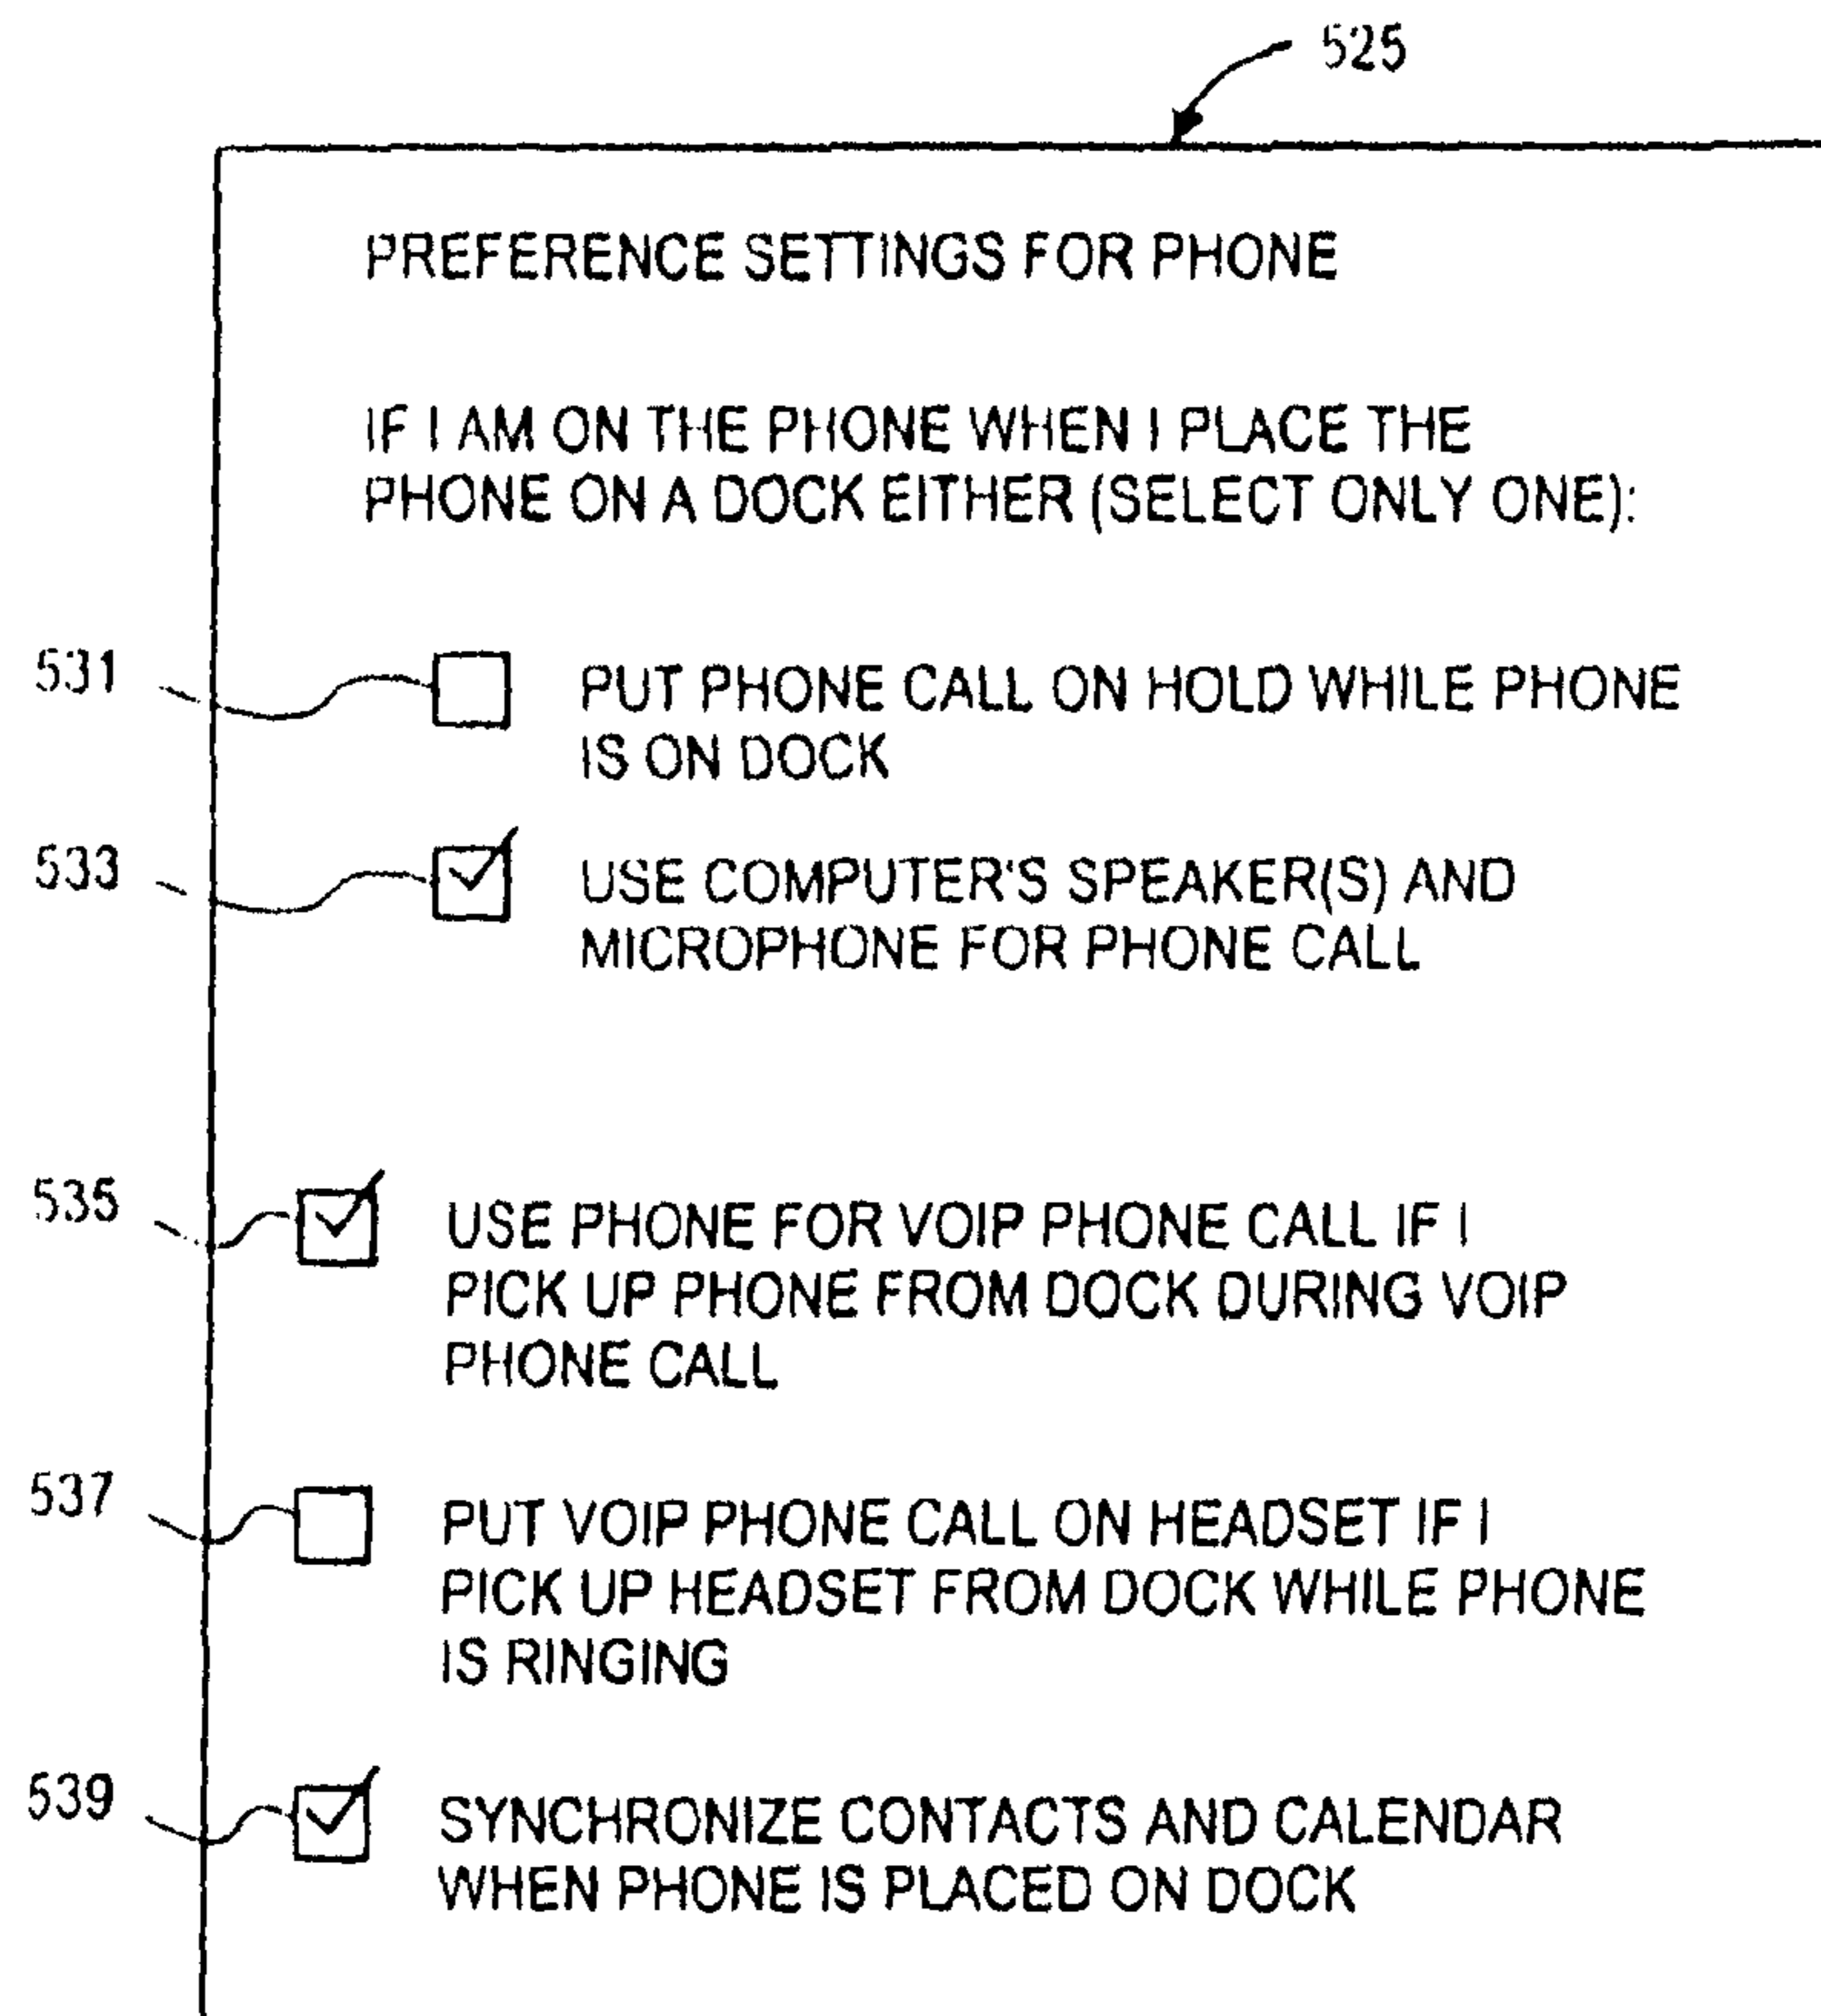 525
PREFERENCE SETTINGS FOR PHONE
IF I AM ON THE PHONE WHEN I PLACE THE
PHONE ON A DOCK EITHER (SELECT ONLY ONE):
531
PUT PHONE CALL ON HOLD WHILE PHONE
IS ON DOCK
533
USE COMPUTER'S SPEAKER(S) AND
MICROPHONE FOR PHONE CALL
535
USE PHONE FOR VOIP PHONE CALL IF I
PICK UP PHONE FROM DOCK DURING VOIP
PHONE CALL
537
PUT VOIP PHONE CALL ON HEADSET IF I
PICK UP HEADSET FROM DOCK WHILE PHONE
IS RINGING
539
SYNCHRONIZE CONTACTS AND CALENDAR
WHEN PHONE IS PLACED ON DOCK